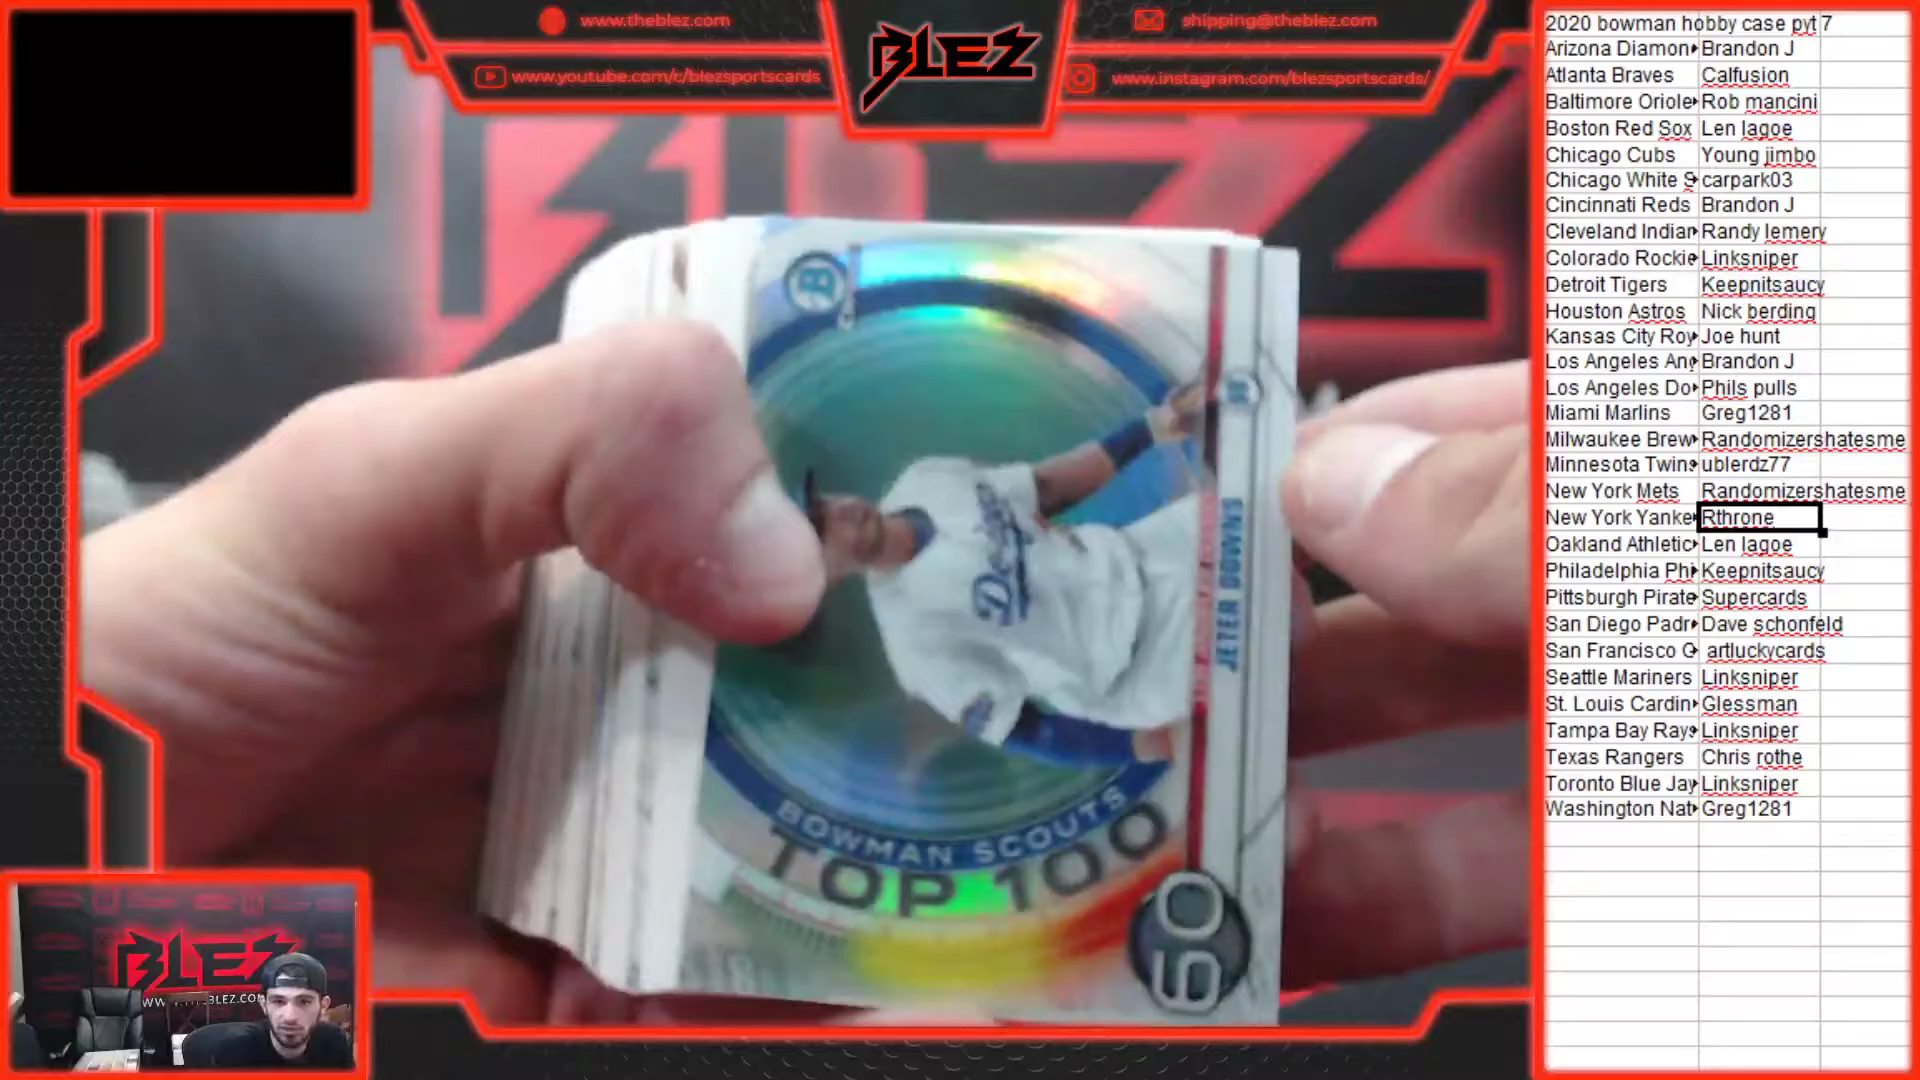 www.theblez.com
shipping@theblez.com
www.youtube.com/c/blezsportscards
www.instagram.com/blezsportscards/
BLEZ
2020 bowman hobby case pyt 7
Arizona Diamon Brandon J
Atlanta Braves Calfusion
Baltimore Oriole Rob mancini
Boston Red Sox Len lagoe
Chicago Cubs Young jimbo
Chicago White S carpark03
Cincinnati Reds Brandon J
Cleveland Indian Randy lemery
Colorado Rockie Linksniper
Detroit Tigers Keepnitsaucy
Houston Astros Nick berding
Kansas City Roy Joe hunt
Los Angeles Ang Brandon J
Los Angeles Do Phils pulls
Miami Marlins Greg1281
Milwaukee Brew Randomizershatesme
Minnesota Twins ublerdz77
New York Mets Randomizershatesme
New York Yanke Rthrone
Oakland Athletic Len lagoe
Philadelphia Phi Keepnitsaucy
Pittsburgh Pirate Supercards
San Diego Padr Dave schonfeld
San Francisco G artluckycards
Seattle Mariners Linksniper
St. Louis Cardin Glessman
Tampa Bay Rays Linksniper
Texas Rangers Chris rothe
Toronto Blue Jay Linksniper
Washington Nat Greg1281
BLEZ
B
Dodgers
JETER DOWNS
BOWMAN SCOUTS
TOP 100
60
BLEZ
WWW.THEBLEZ.COM